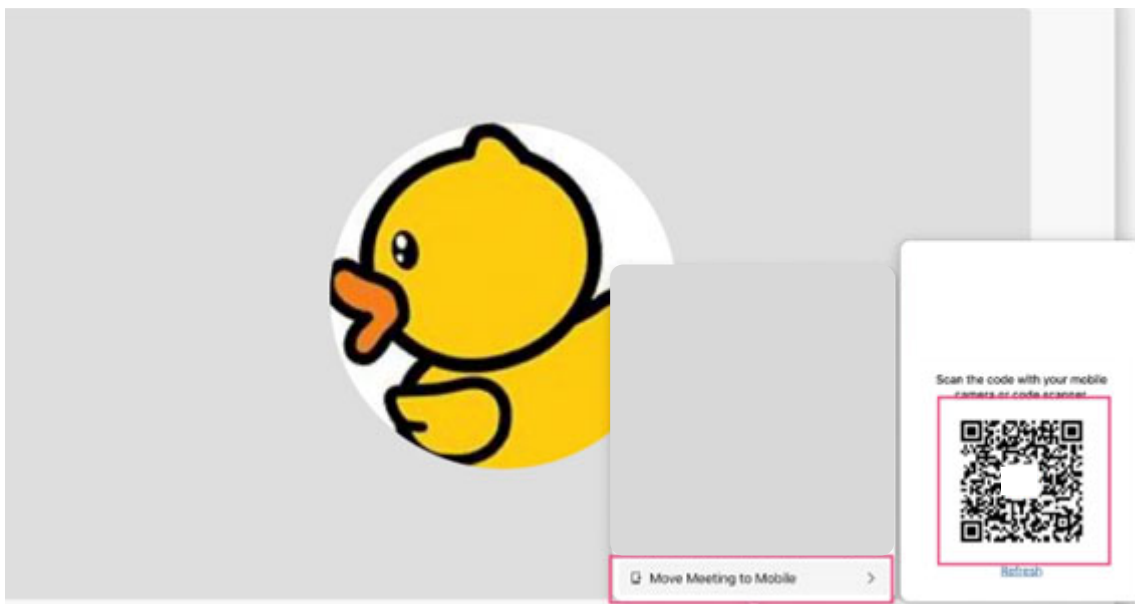 Scan the code with your mobile
camera or code scanner
Refresh
Move Meeting to Mobile